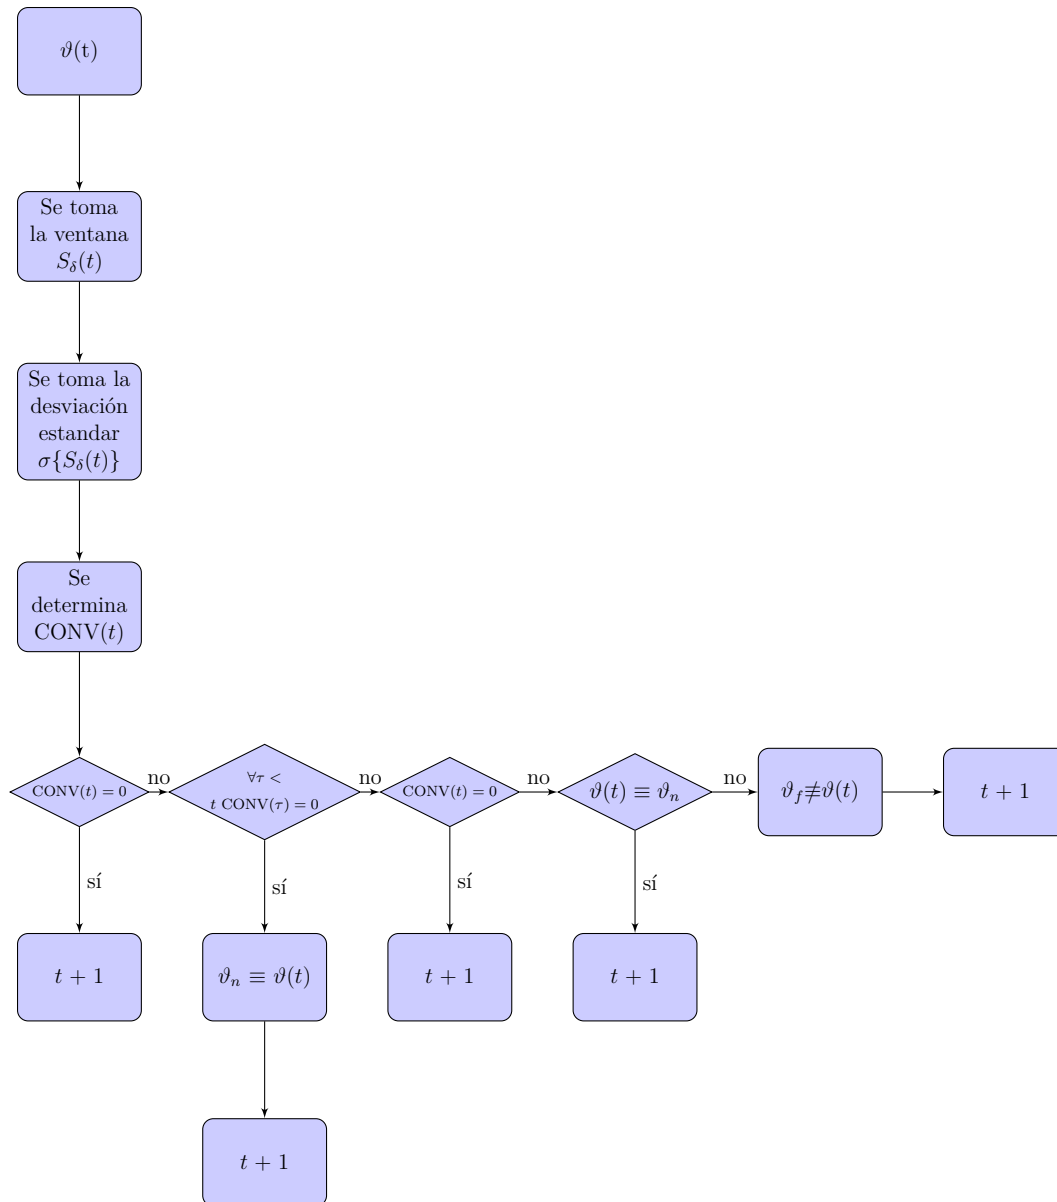 ϑ(t)
Se toma
la ventana
$S_δ(t)$
Se toma la
desviación
estandar
$σ\{S_δ(t)\}$
Se
determina
CONV(t)
CONV(t) = 0
no
∀τ <
t CONV(τ) = 0
no
CONV(t) = 0
no
$ϑ(t) ≡ ϑ_n$
no
$ϑ_f ≢ ϑ(t)$
t + 1
sí
sí
sí
sí
t + 1
$ϑ_n ≡ ϑ(t)$
t + 1
t + 1
t + 1